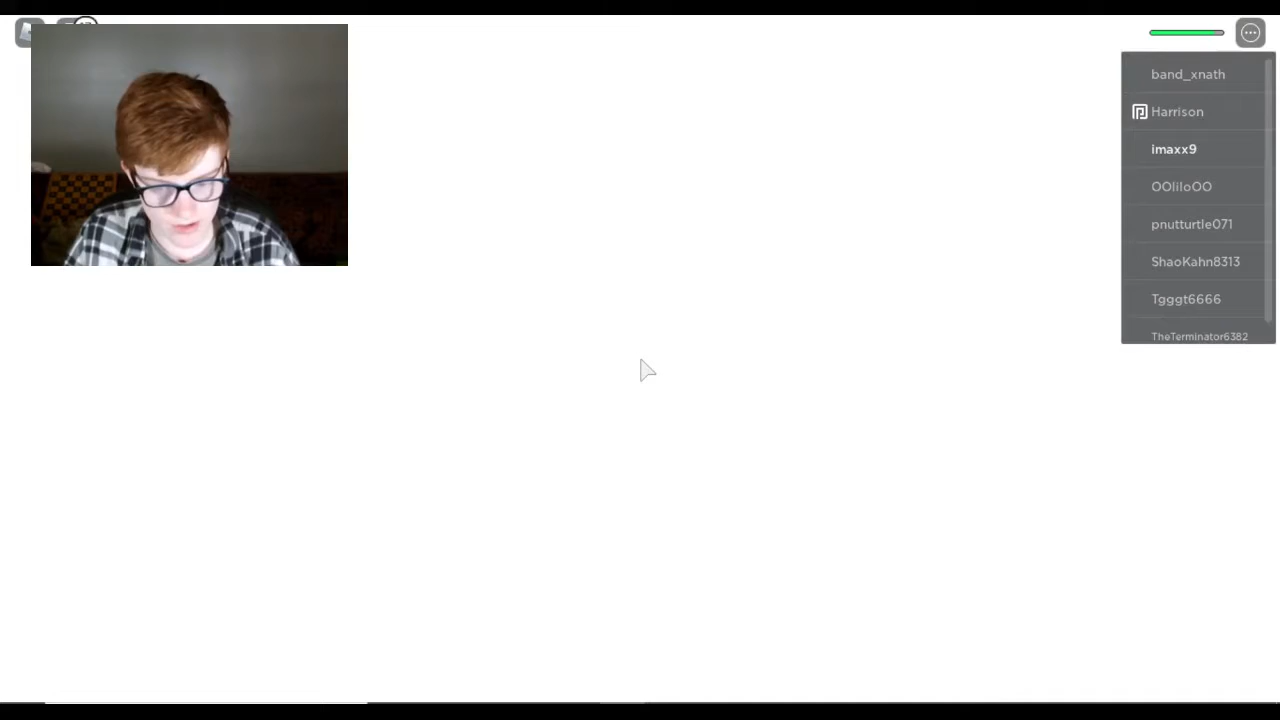 band_xnath
Harrison
imaxx9
OOliloOO
pnutturtle071
ShaoKahn8313
Tgggt6666
TheTerminator6382